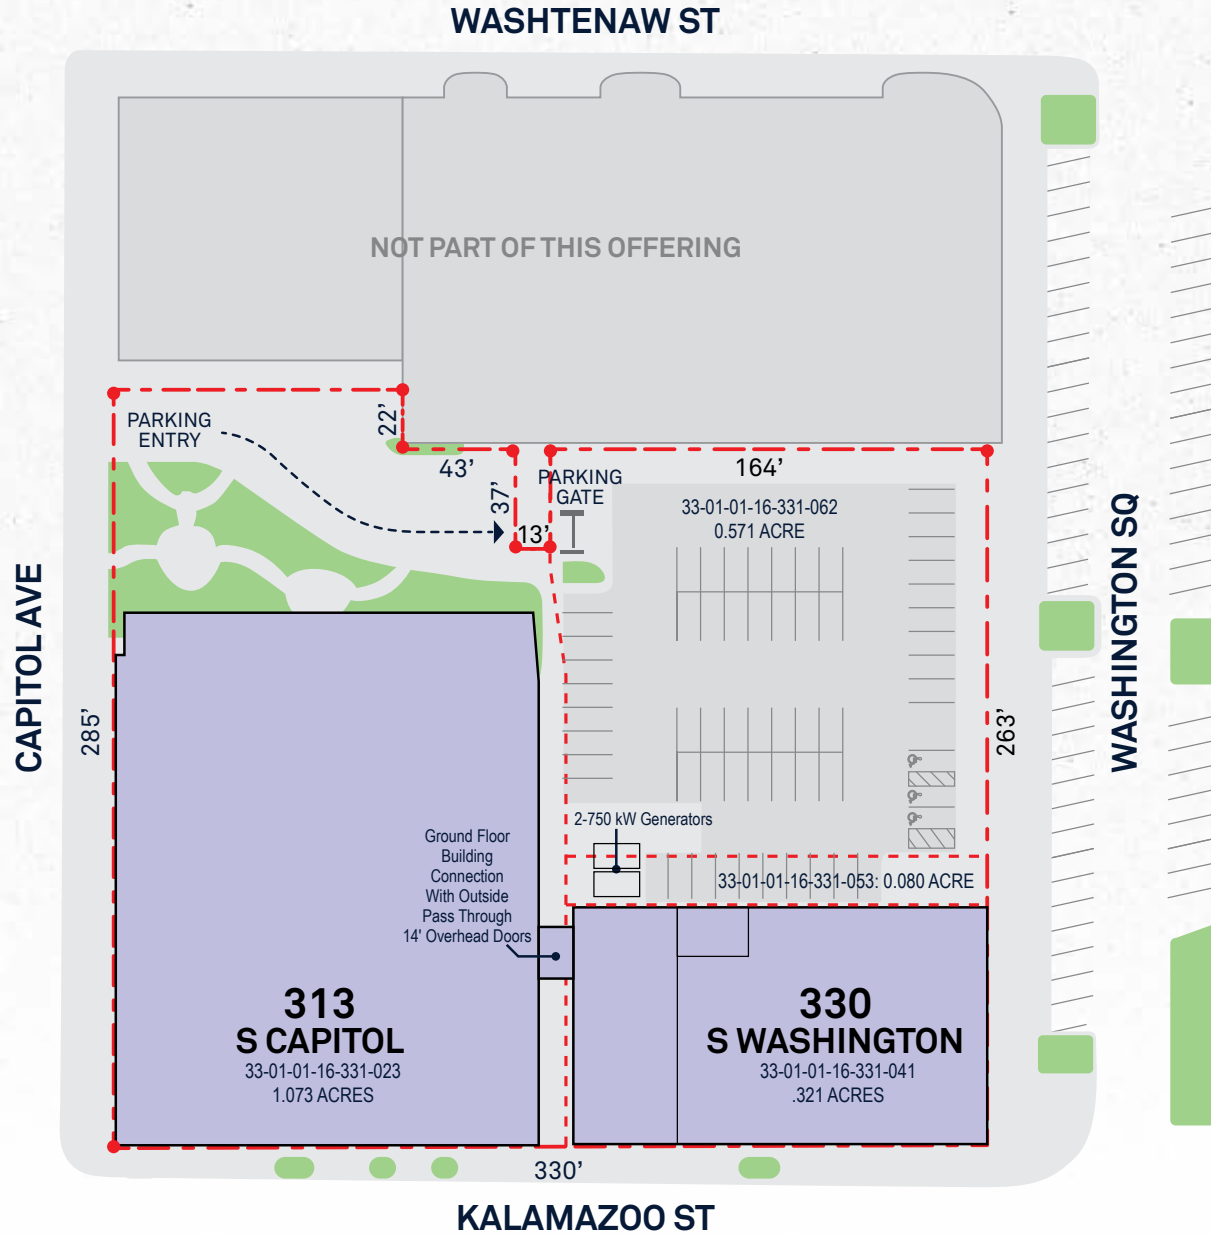 WASHTENAW ST
NOT PART OF THIS OFFERING
PARKING
ENTRY
22’
43’
37’
13’
PARKING
GATE
164’
33-01-01-16-331-062
0.571 ACRE
CAPITOL AVE
285’
WASHINGTON SQ
263’
2-750 kW Generators
Ground Floor
Building
Connection
With Outside
Pass Through
14' Overhead Doors
33-01-01-16-331-053: 0.080 ACRE
313
S CAPITOL
33-01-01-16-331-023
1.073 ACRES
330
S WASHINGTON
33-01-01-16-331-041
.321 ACRES
330’
KALAMAZOO ST